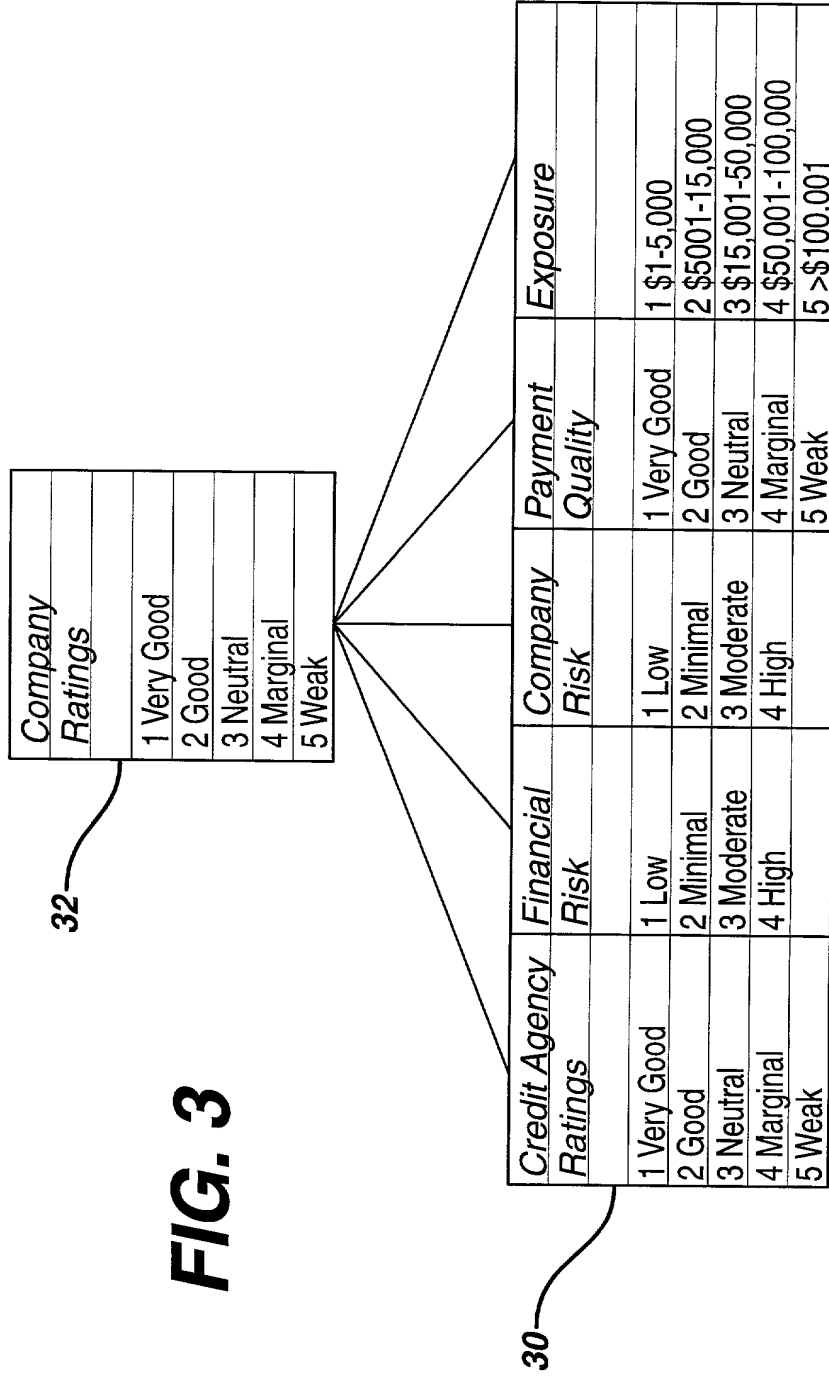 FIG. 3
32
Company
Ratings
1 Very Good
2 Good
3 Neutral
4 Marginal
5 Weak
30
Credit Agency Financial Company Payment Exposure
Ratings Risk Risk Quality
1 Very Good 1 Low 1 Low 1 Very Good 1 $1-5,000
2 Good 2 Minimal 2 Minimal 2 Good 2 $5001-15,000
3 Neutral 3 Moderate 3 Moderate 3 Neutral 3 $15,001-50,000
4 Marginal 4 High 4 High 4 Marginal 4 $50,001-100,000
5 Weak 5 Weak 5 >$100,001